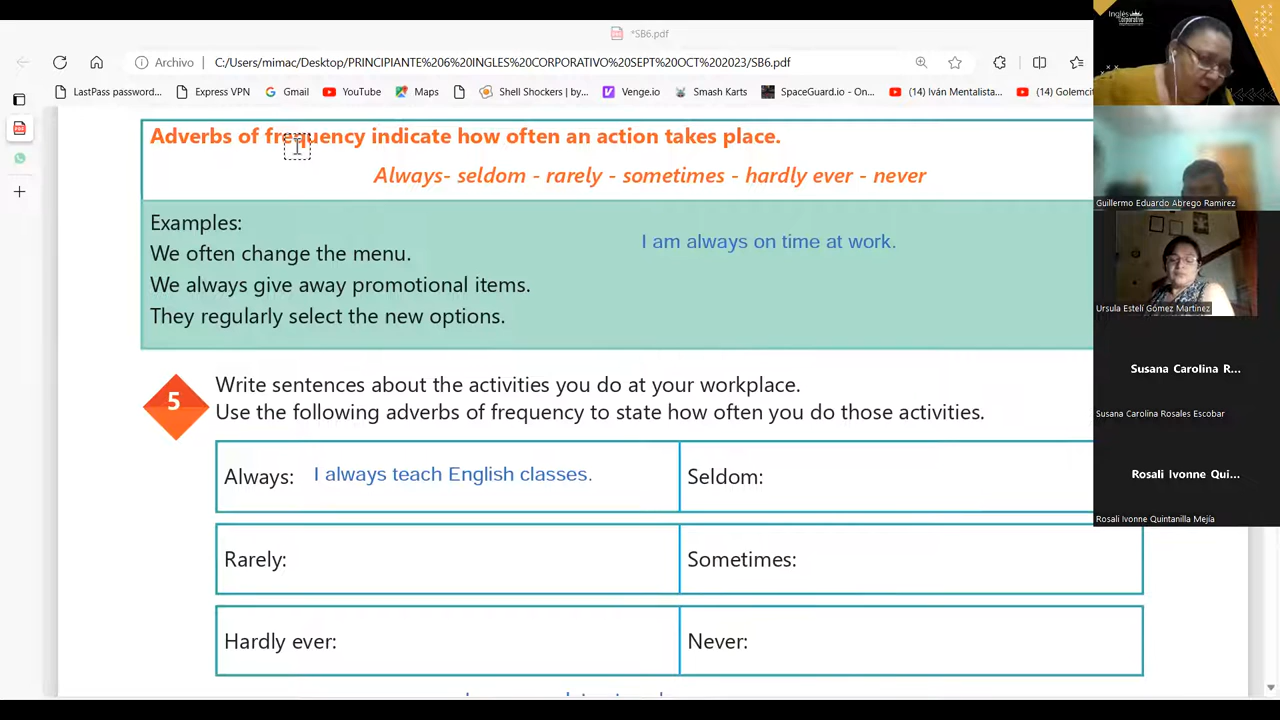 *SB6.pdf
Archivo C:/Users/mimac/Desktop/PRINCIPIANTE%206%20INGLES%20CORPORATIVO%20SEPT%20OCT%202023/SB6.pdf
LastPass password... Express VPN Gmail YouTube Maps Shell Shockers | by... Venge.io Smash Karts SpaceGuard.io - On... (14) Iván Mentalista... (14) Golemcit
Inglés
Corporativo
Adverbs of frequency indicate how often an action takes place.
Always- seldom - rarely - sometimes - hardly ever - never
Examples:
We often change the menu.
I am always on time at work.
We always give away promotional items.
They regularly select the new options.
5
Write sentences about the activities you do at your workplace.
Use the following adverbs of frequency to state how often you do those activities.
Always: I always teach English classes.
Seldom:
Rarely:
Sometimes:
Hardly ever:
Never:
Guillermo Eduardo Abrego Ramirez
Ursula Estelí Gómez Martinez
Susana Carolina R...
Susana Carolina Rosales Escobar
Rosali Ivonne Qui...
Rosali Ivonne Quintanilla Mejía